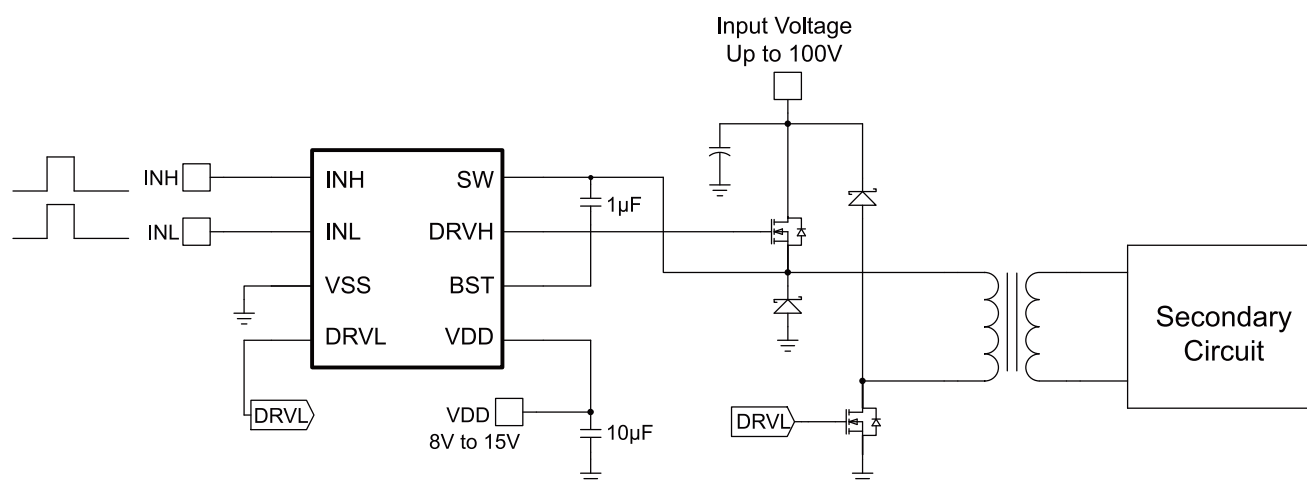 Input Voltage
Up to 100V
INH
INL
INH
INL
VSS
DRVL
SW
DRVH
BST
VDD
1µF
DRVL
VDD
8V to 15V
10µF
DRVL
Secondary
Circuit